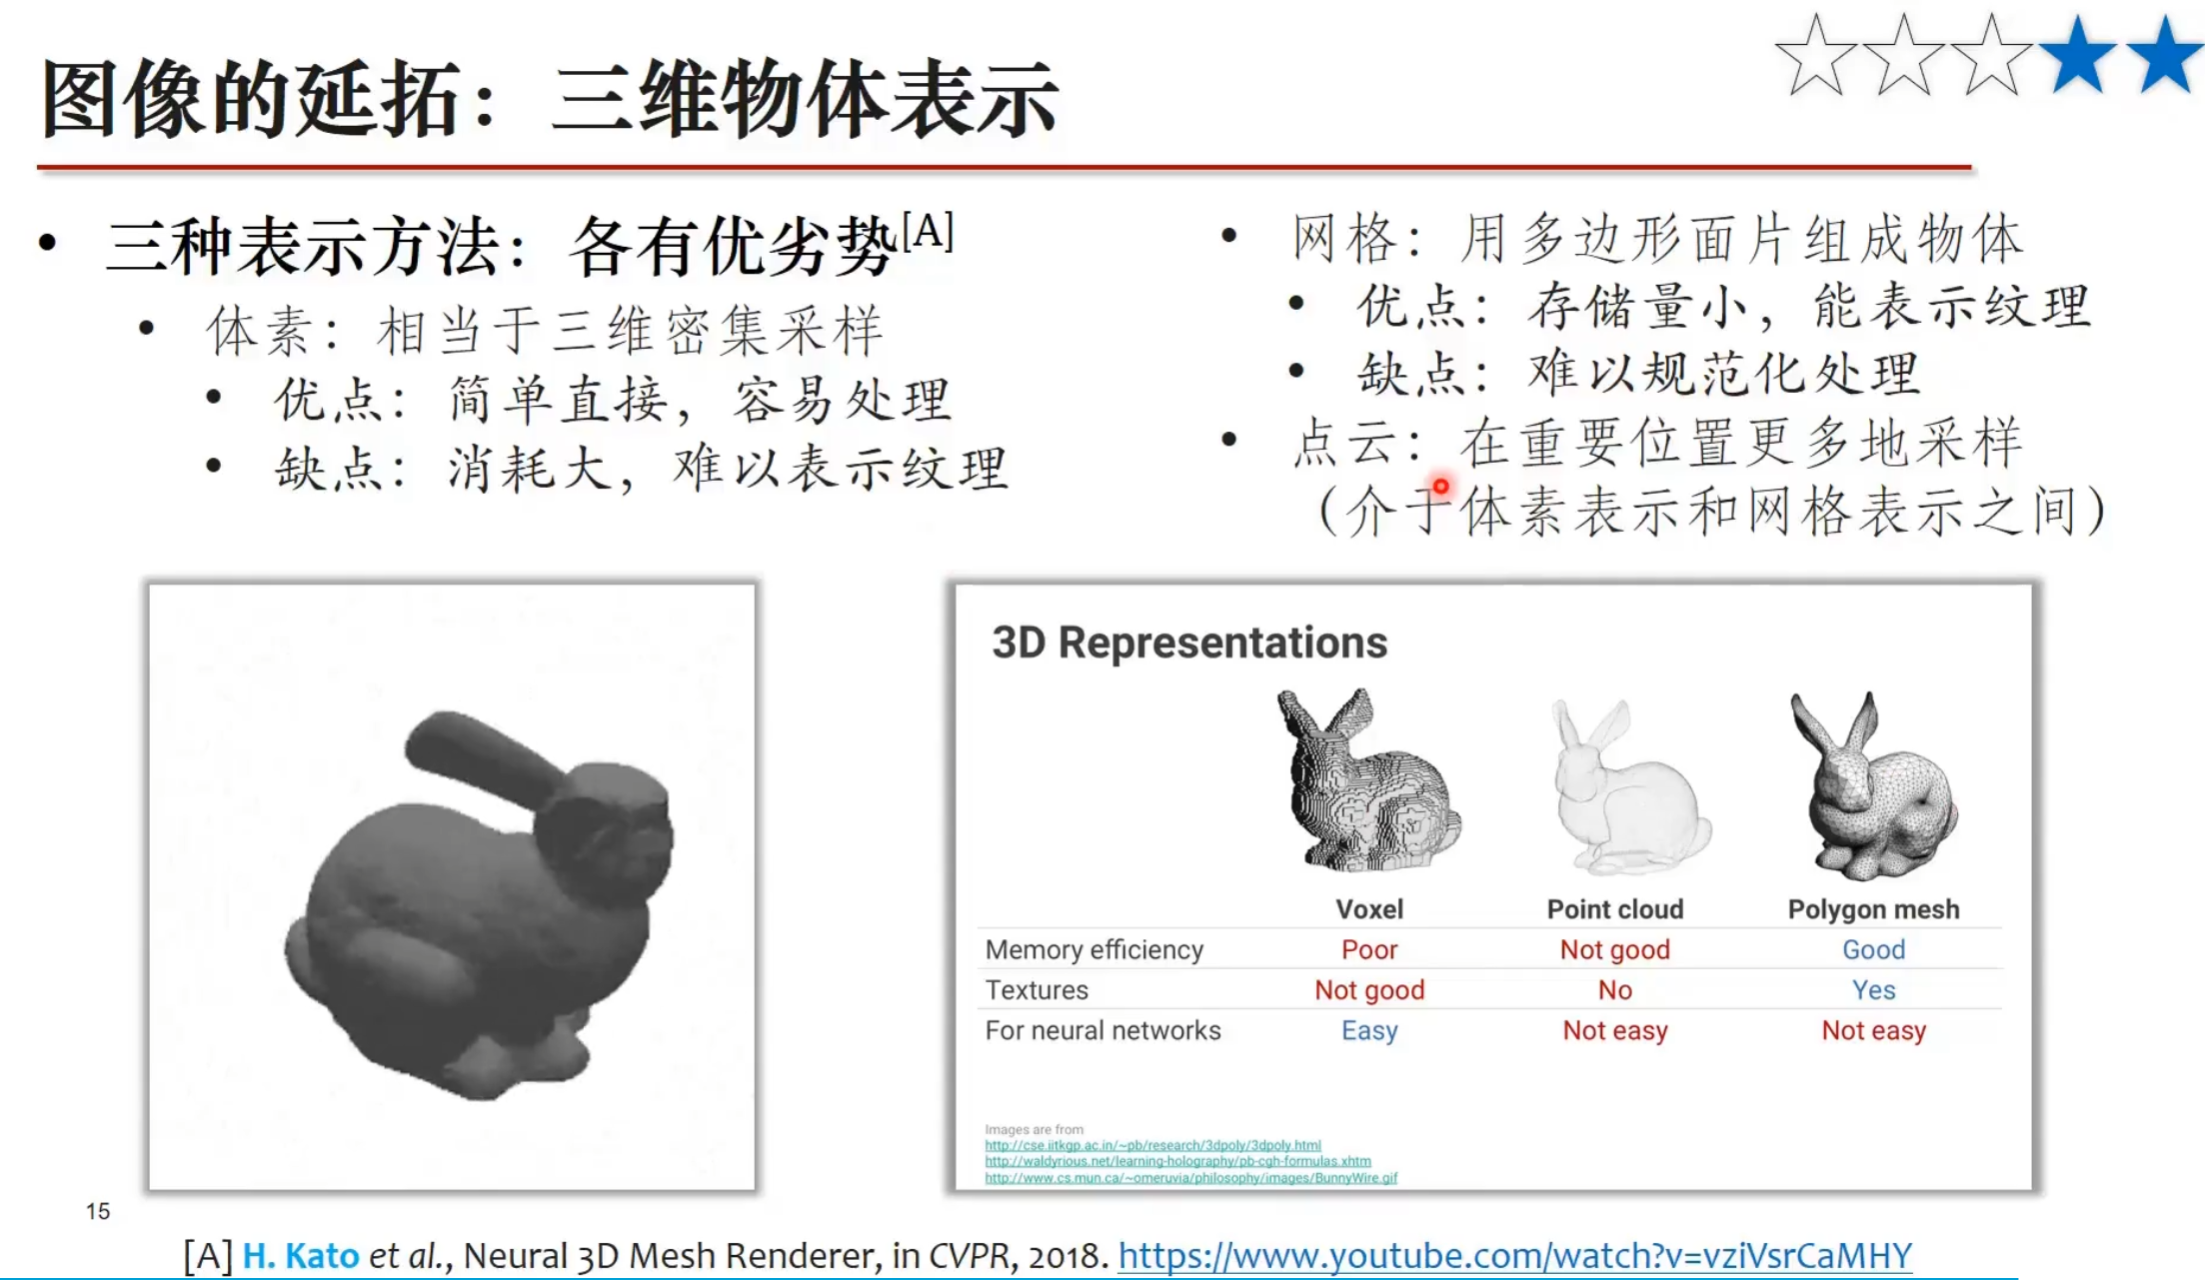 图像的延拓：三维物体表示
• 三种表示方法：各有优劣势[A]
• 体素：相当于三维密集采样
• 优点：简单直接，容易处理
• 缺点：消耗大，难以表示纹理
• 网格：用多边形面片组成物体
• 优点：存储量小，能表示纹理
• 缺点：难以规范化处理
• 点云：在重要位置更多地采样
（介于体素表示和网格表示之间）
3D Representations
Voxel Point cloud Polygon mesh
Memory efficiency Poor Not good Good
Textures Not good No Yes
For neural networks Easy Not easy Not easy
Images are from
http://cse.iitkgp.ac.in/~pb/research/3dpoly/3dpoly.html
http://waldyrious.net/learning-holography/pb-cgh-formulas.xhtm
http://www.cs.mun.ca/~omeruvia/philosophy/images/BunnyWire.gif
15
[A] H. Kato et al., Neural 3D Mesh Renderer, in CVPR, 2018. https://www.youtube.com/watch?v=vziVsrCaMHY